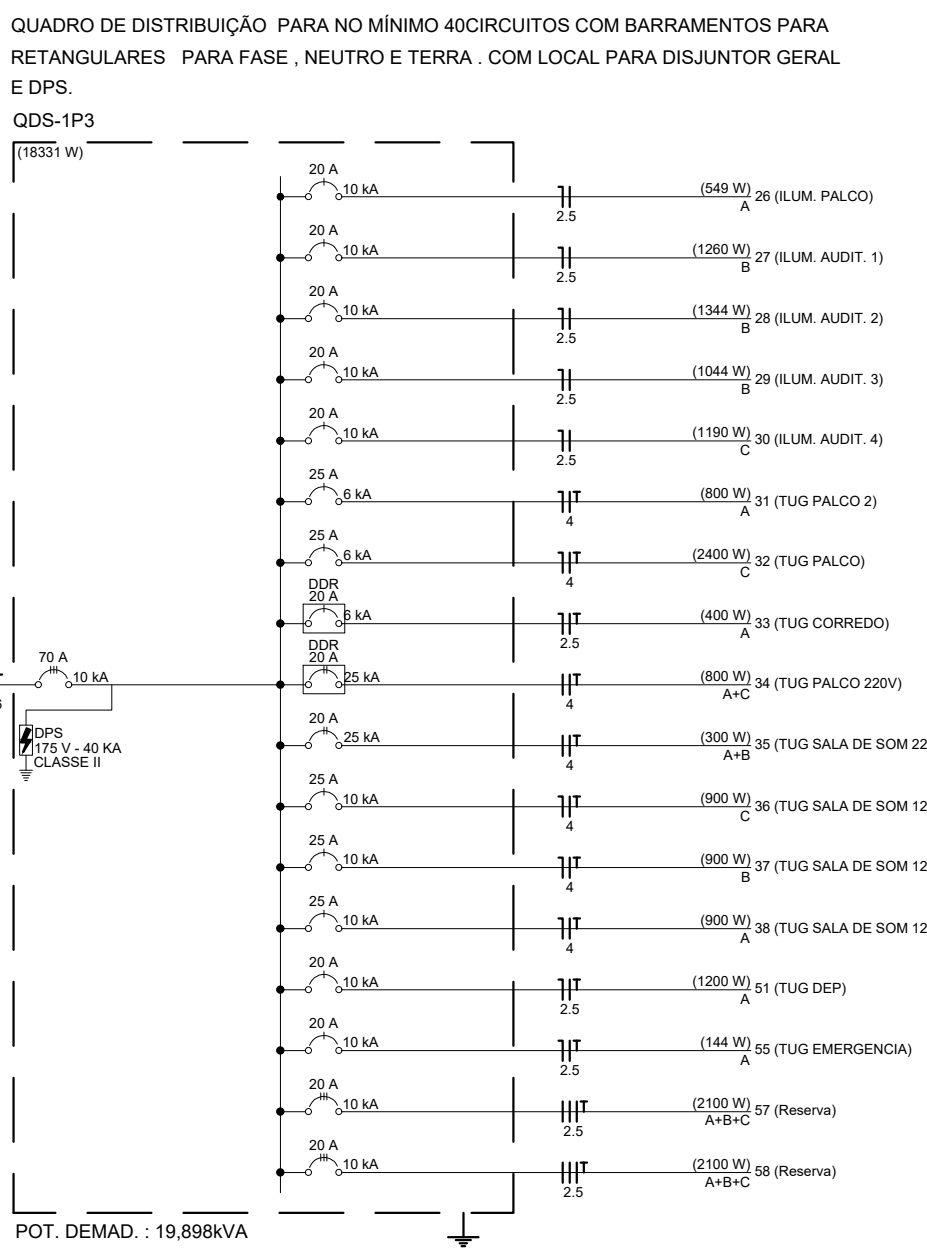 QUADRO DE DISTRIBUIÇÃO PARA NO MÍNIMO 40CIRCUITOS COM BARRAMENTOS PARA
RETANGULARES PARA FASE , NEUTRO E TERRA . COM LOCAL PARA DISJUNTOR GERAL
E DPS.
QDS-1P3
(18331 W)
20 A
10 kA
2.5
(549 W)
A
26 (ILUM. PALCO)
20 A
10 kA
2.5
(1260 W)
B
27 (ILUM. AUDIT. 1)
20 A
10 kA
2.5
(1344 W)
B
28 (ILUM. AUDIT. 2)
20 A
10 kA
2.5
(1044 W)
B
29 (ILUM. AUDIT. 3)
20 A
10 kA
2.5
(1190 W)
C
30 (ILUM. AUDIT. 4)
25 A
6 kA
4
(800 W)
A
31 (TUG PALCO 2)
25 A
6 kA
4
(2400 W)
C
32 (TUG PALCO)
DDR
20 A
6 kA
2.5
(400 W)
A
33 (TUG CORREDO)
70 A
10 kA
DPS
175 V - 40 KA
CLASSE II
DDR
20 A
25 kA
4
(800 W)
A+C
34 (TUG PALCO 220V)
20 A
25 kA
4
(300 W)
A+B
35 (TUG SALA DE SOM 22
25 A
10 kA
4
(900 W)
C
36 (TUG SALA DE SOM 12
25 A
10 kA
4
(900 W)
B
37 (TUG SALA DE SOM 12
25 A
10 kA
4
(900 W)
A
38 (TUG SALA DE SOM 12
20 A
10 kA
2.5
(1200 W)
A
51 (TUG DEP)
20 A
10 kA
2.5
(144 W)
A
55 (TUG EMERGENCIA)
20 A
10 kA
2.5
(2100 W)
A+B+C
57 (Reserva)
20 A
10 kA
2.5
(2100 W)
A+B+C
58 (Reserva)
POT. DEMAD. : 19,898kVA